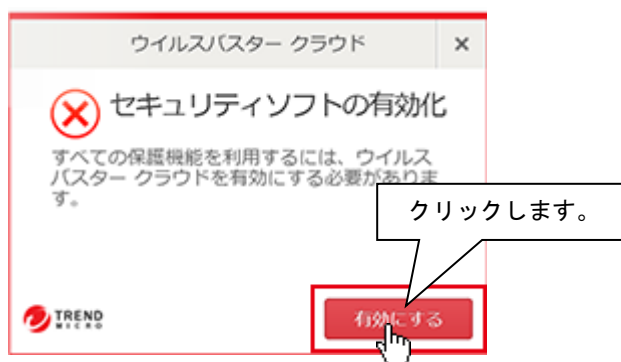 ウイルスバスター クラウド
×
セキュリティソフトの有効化
すべての保護機能を利用するには、ウイルス
バスター クラウドを有効にする必要がありま
す。
クリックします。
TREND
MICRO
有効にする